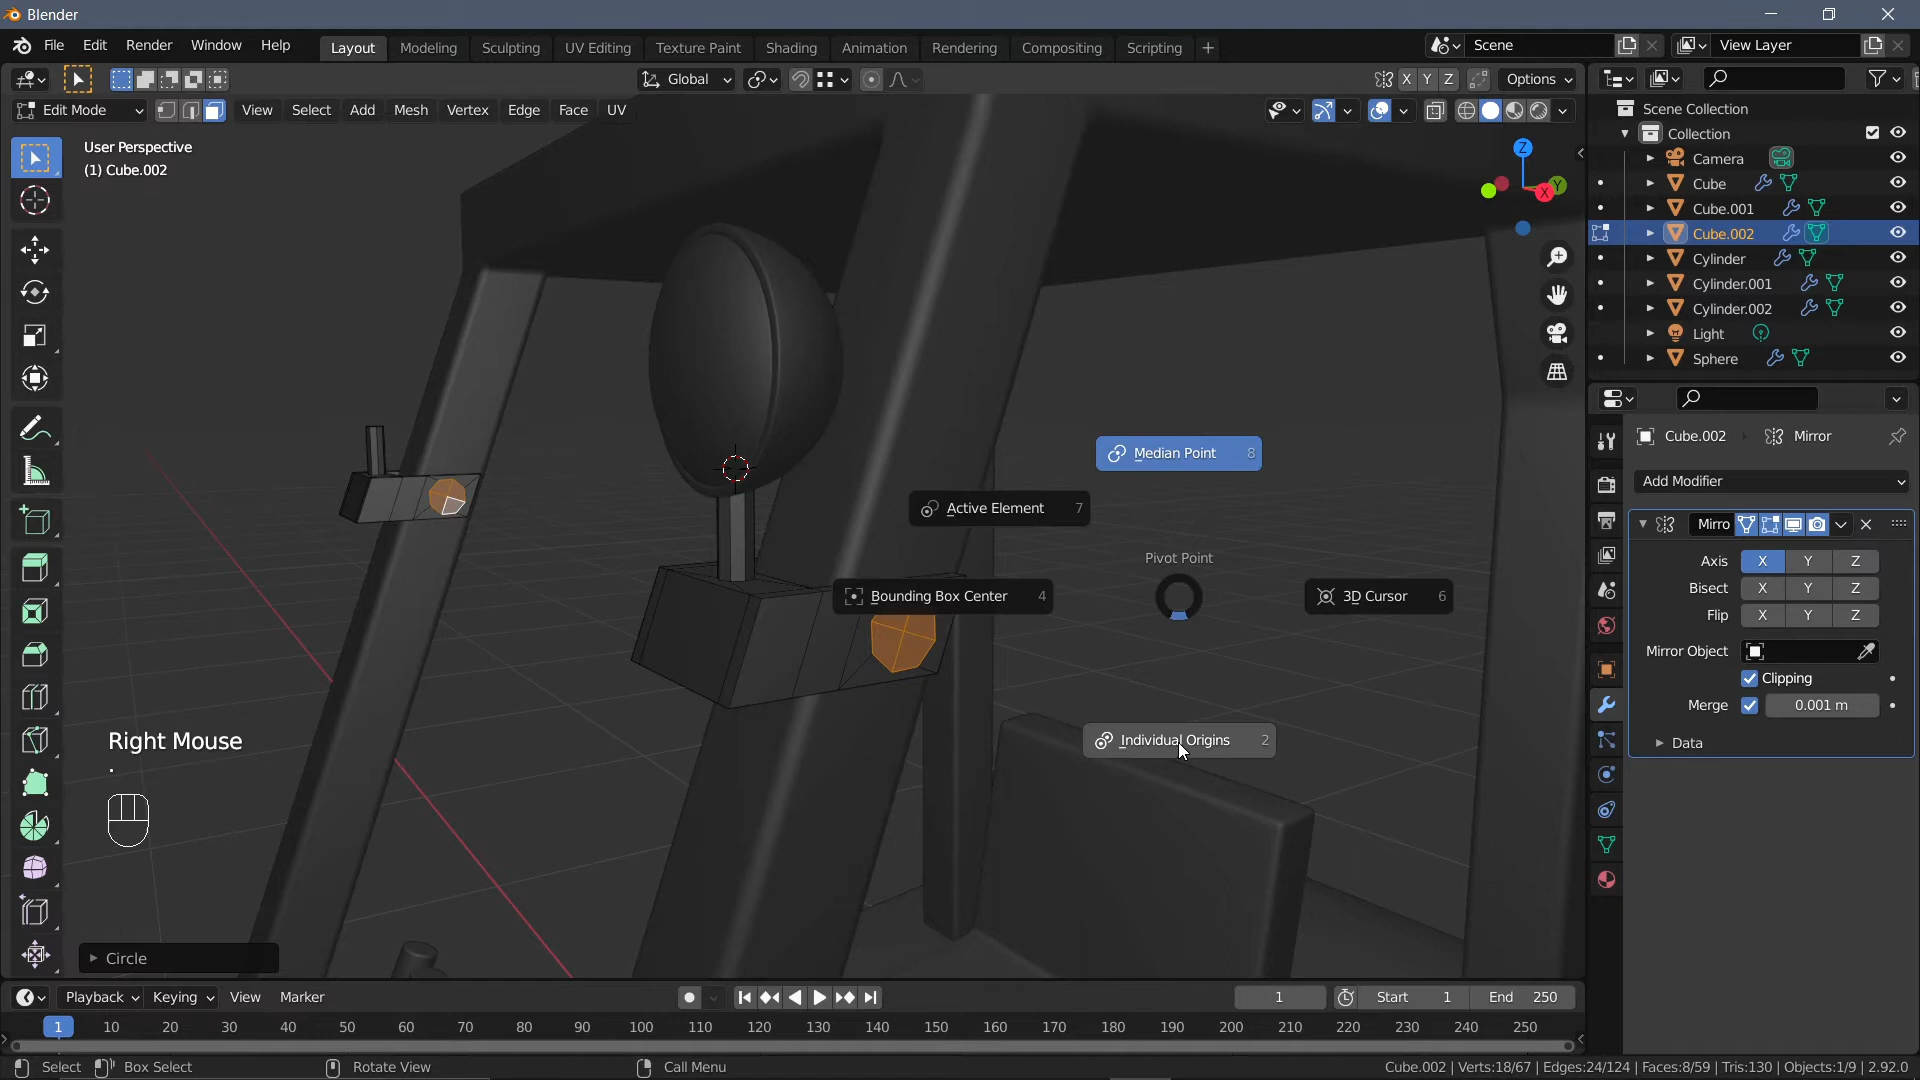 Blender
File Edit Render Window Help Layout Modeling Sculpting UV Editing Texture Paint Shading Animation Rendering Compositing Scripting + Scene View Layer
Global X Y Z Options
Edit Mode View Select Add Mesh Vertex Edge Face UV
User Perspective
(1) Cube.002
Z
Y
X
Scene Collection
Collection
Camera
Cube
Cube.001
Cube.002
Cylinder
Cylinder.001
Cylinder.002
Light
Sphere
Median Point 8
Active Element 7
Pivot Point
Bounding Box Center 4
3D Cursor 6
Individual Origins 2
Right Mouse
.
Circle
Cube.002 Mirror
Add Modifier
Mirro
Axis X Y Z
Bisect X Y Z
Flip X Y Z
Mirror Object
Clipping
Merge 0.001 m
Data
Playback Keying View Marker 1 Start 1 End 250
1 10 20 30 40 50 60 70 80 90 100 110 120 130 140 150 160 170 180 190 200 210 220 230 240 250
Select Box Select Rotate View Call Menu Cube.002 | Verts:18/67 | Edges:24/124 | Faces:8/59 | Tris:130 | Objects:1/9 | 2.92.0